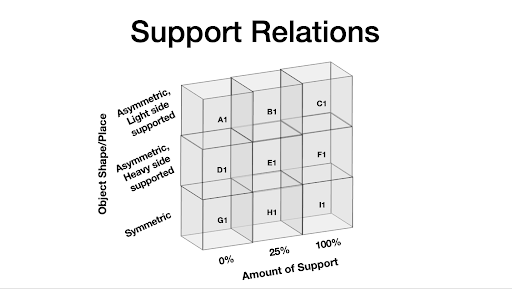 Support Relations
Asymmetric,
Light side
supported
Asymmetric,
Heavy side
supported
Symmetric
Object Shape/Place
A1
B1
C1
D1
E1
F1
G1
H1
I1
0%
25%
100%
Amount of Support